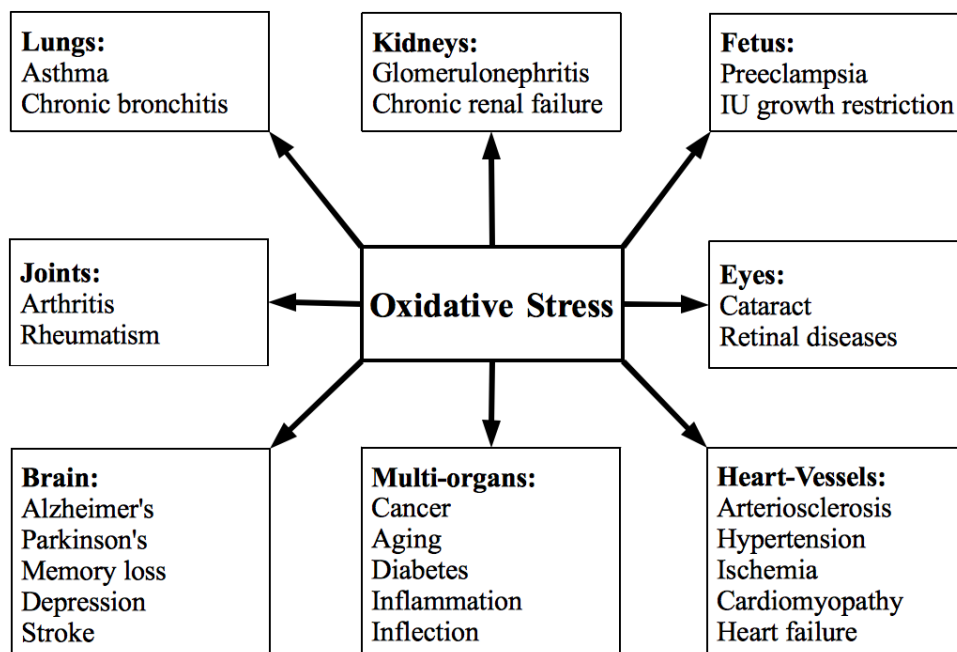 Lungs:
Asthma
Chronic bronchitis
Kidneys:
Glomerulonephritis
Chronic renal failure
Fetus:
Preeclampsia
IU growth restriction
Joints:
Arthritis
Rheumatism
Oxidative Stress
Eyes:
Cataract
Retinal diseases
Brain:
Alzheimer's
Parkinson's
Memory loss
Depression
Stroke
Multi-organs:
Cancer
Aging
Diabetes
Inflammation
Inflection
Heart-Vessels:
Arteriosclerosis
Hypertension
Ischemia
Cardiomyopathy
Heart failure